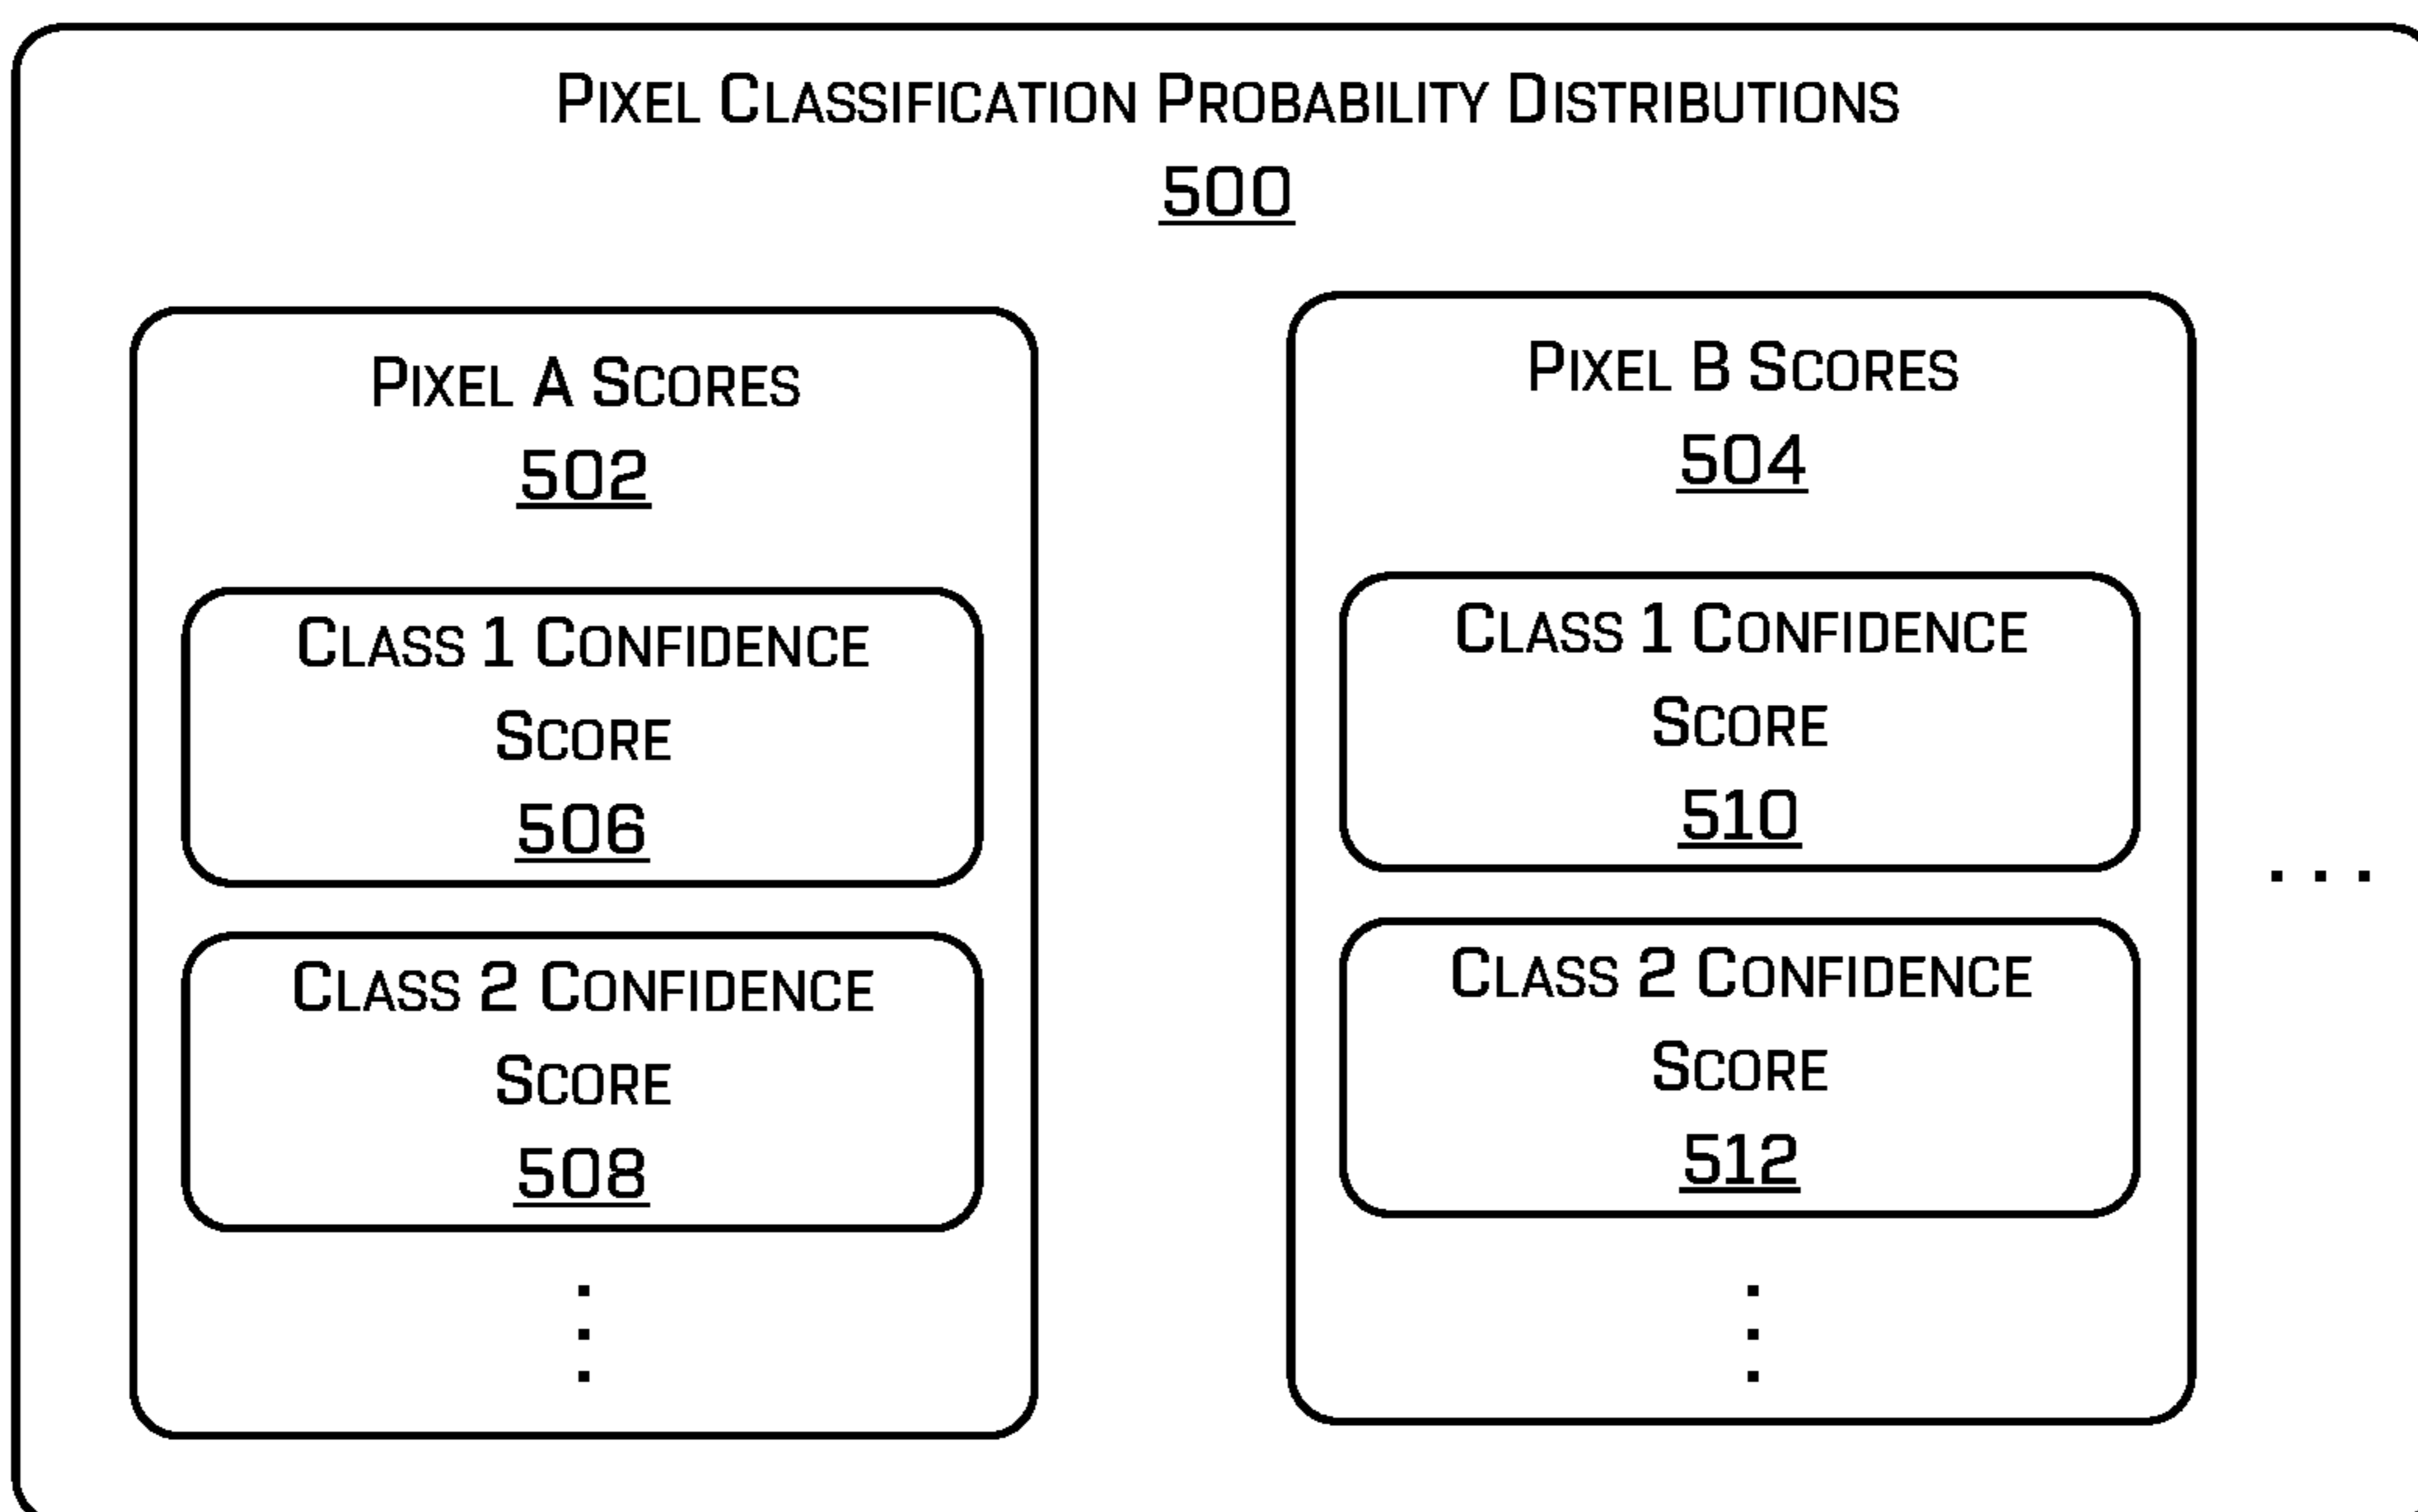 Pixel Classification Probability Distributions
500
Pixel A Scores
502
Class 1 Confidence
Score
506
Class 2 Confidence
Score
508
Pixel B Scores
504
Class 1 Confidence
Score
510
Class 2 Confidence
Score
512
. . .